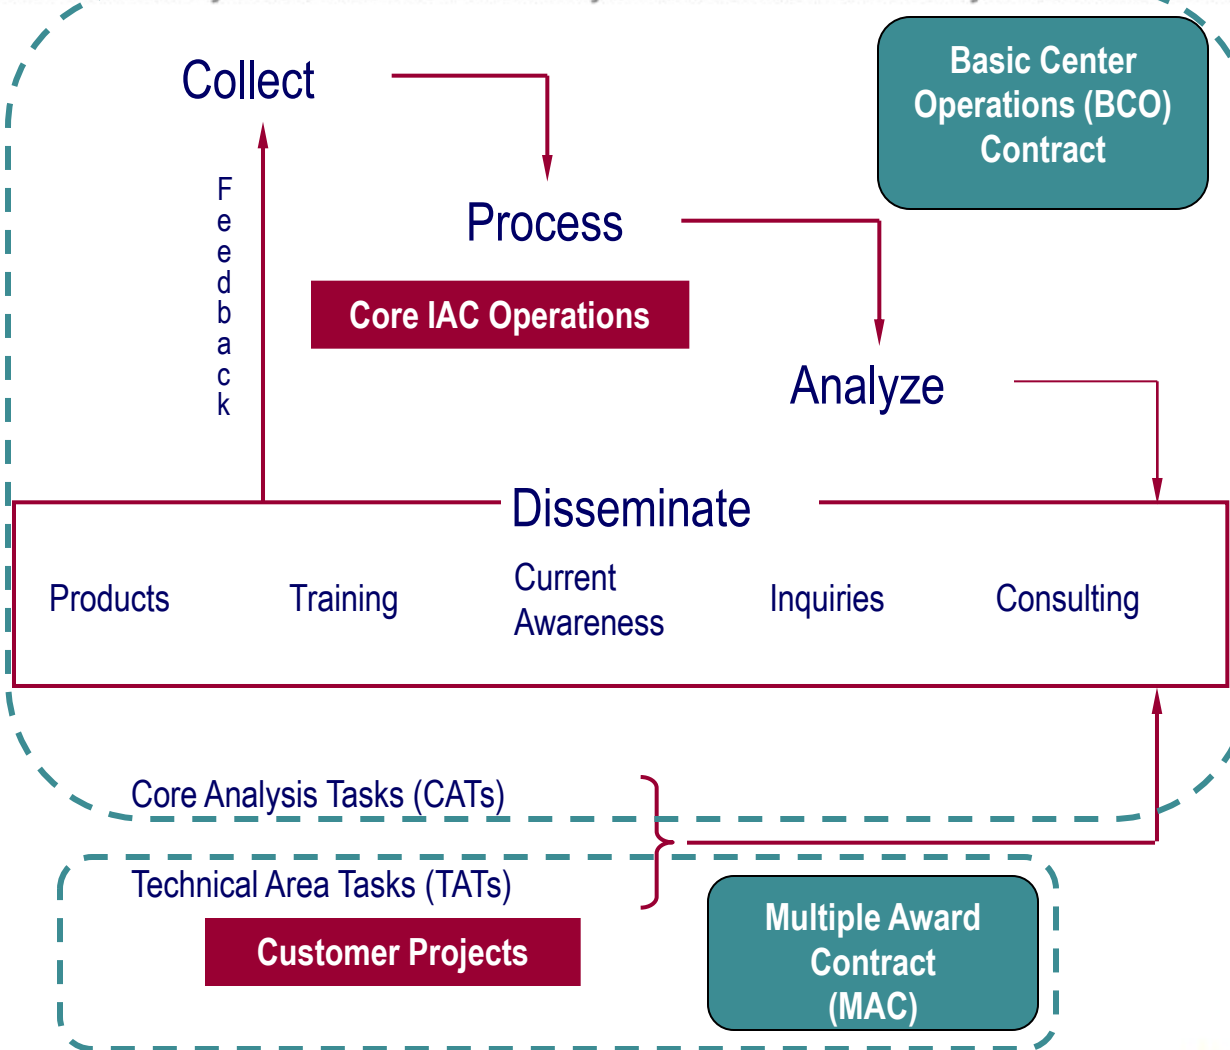 Collect
Basic Center
Operations (BCO)
Contract
Feedback
Process
Core IAC Operations
Analyze
Disseminate
Products
Training
Current
Awareness
Inquiries
Consulting
Core Analysis Tasks (CATs)
Technical Area Tasks (TATs)
Customer Projects
Multiple Award
Contract
(MAC)